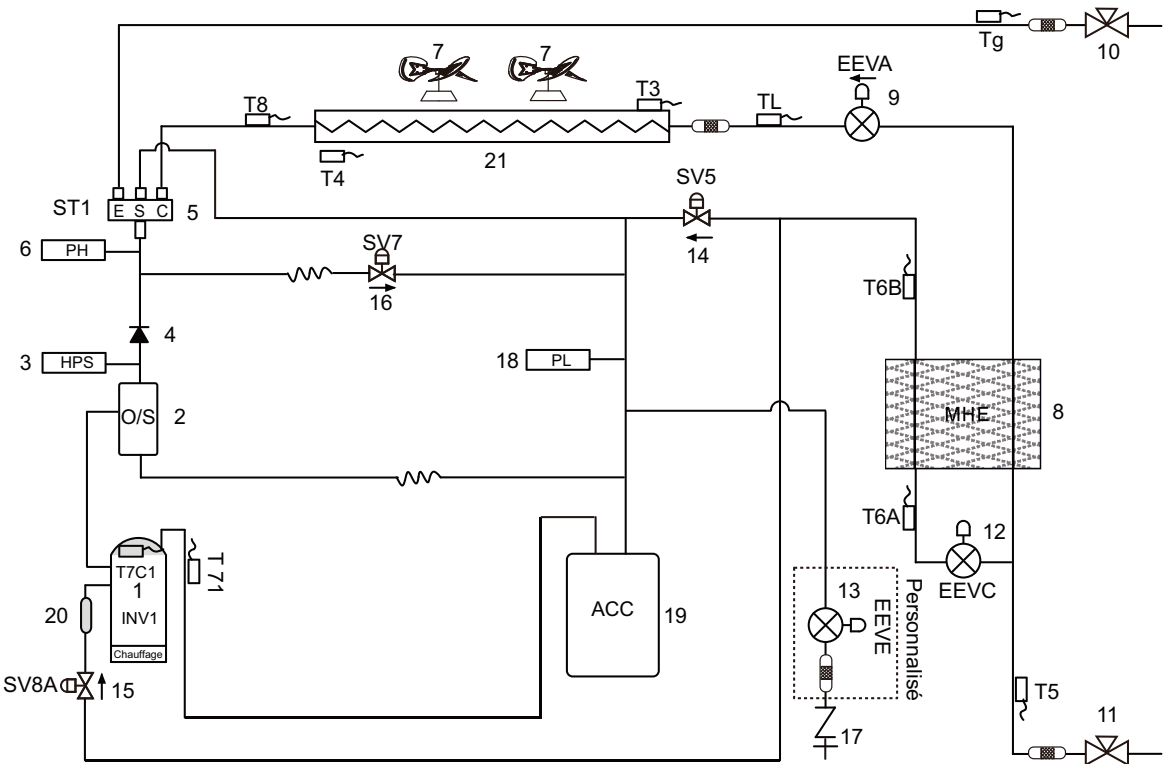 Tg
10
7
7
EEVA
T8
T3
TL
9
T4
21
SV5
ST1
E S C
5
6
PH
SV7
14
16
T6B
4
3
HPS
18
PL
O/S
2
MHE
8
T6A
12
T7C1
1
INV1
Chauffage
T 71
EEVC
20
ACC
19
13
EEVE
Personnalisé
SV8A
15
T5
17
11